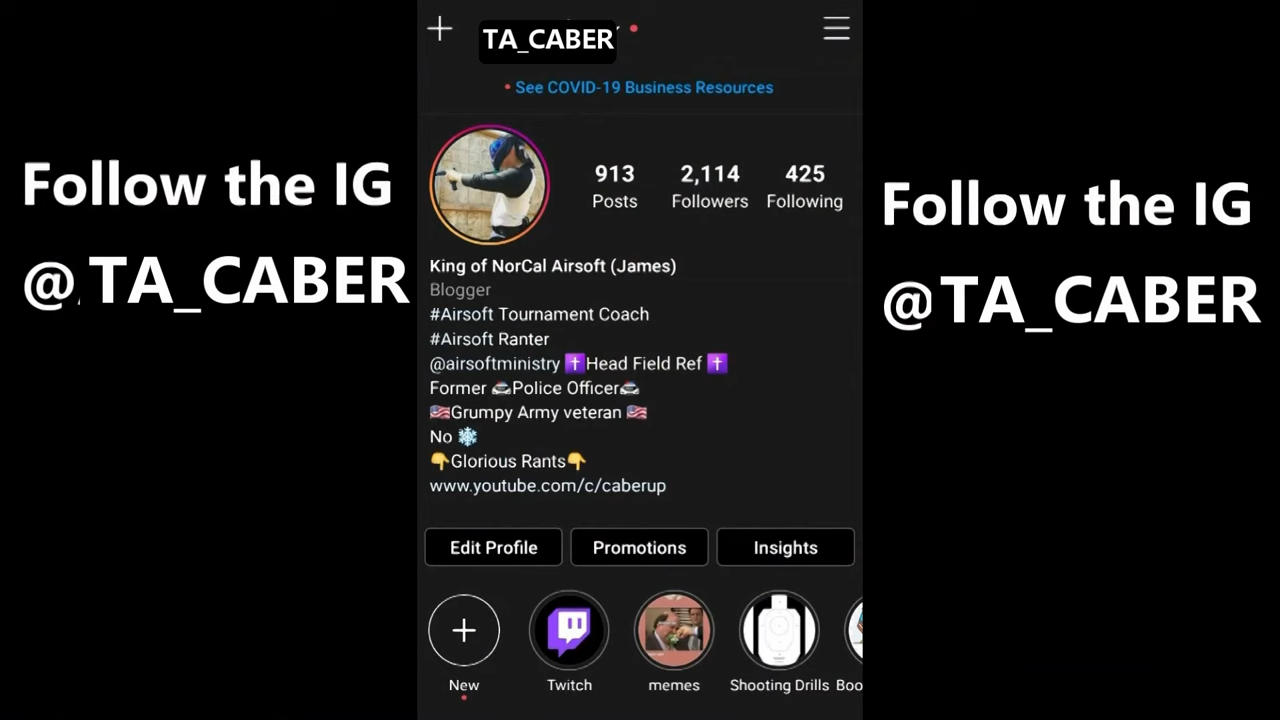 TA_CABER
See COVID-19 Business Resources
Follow the IG
@TA_CABER
913 2,114 425
Posts Followers Following
King of NorCal Airsoft (James)
Blogger
#Airsoft Tournament Coach
#Airsoft Ranter
@airsoftministry ✝️Head Field Ref ✝️
Former 🚔Police Officer🚔
🇺🇸Grumpy Army veteran 🇺🇸
No ❄️
👇Glorious Rants👇
www.youtube.com/c/caberup
Edit Profile Promotions Insights
New Twitch memes Shooting Drills Boo
Follow the IG
@TA_CABER